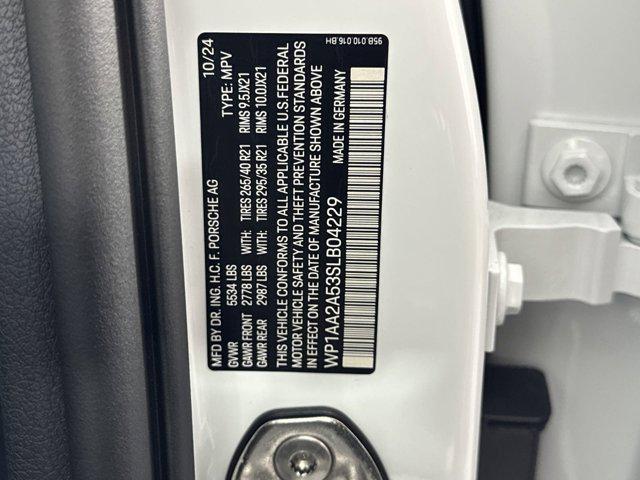 MFD BY DR. ING. H.C. F. PORSCHE AG 10/24
GVWR 5534 LBS TYPE: MPV
GAWR FRONT 2778 LBS WITH: TIRES 265/40 R21 RIMS 9.5JX21
GAWR REAR 2987 LBS WITH: TIRES 295/35 R21 RIMS 10.0JX21
THIS VEHICLE CONFORMS TO ALL APPLICABLE U.S. FEDERAL
MOTOR VEHICLE SAFETY AND THEFT PREVENTION STANDARDS
IN EFFECT ON THE DATE OF MANUFACTURE SHOWN ABOVE
WP1AA2A53SLB04229 MADE IN GERMANY
95B.010.016.BH